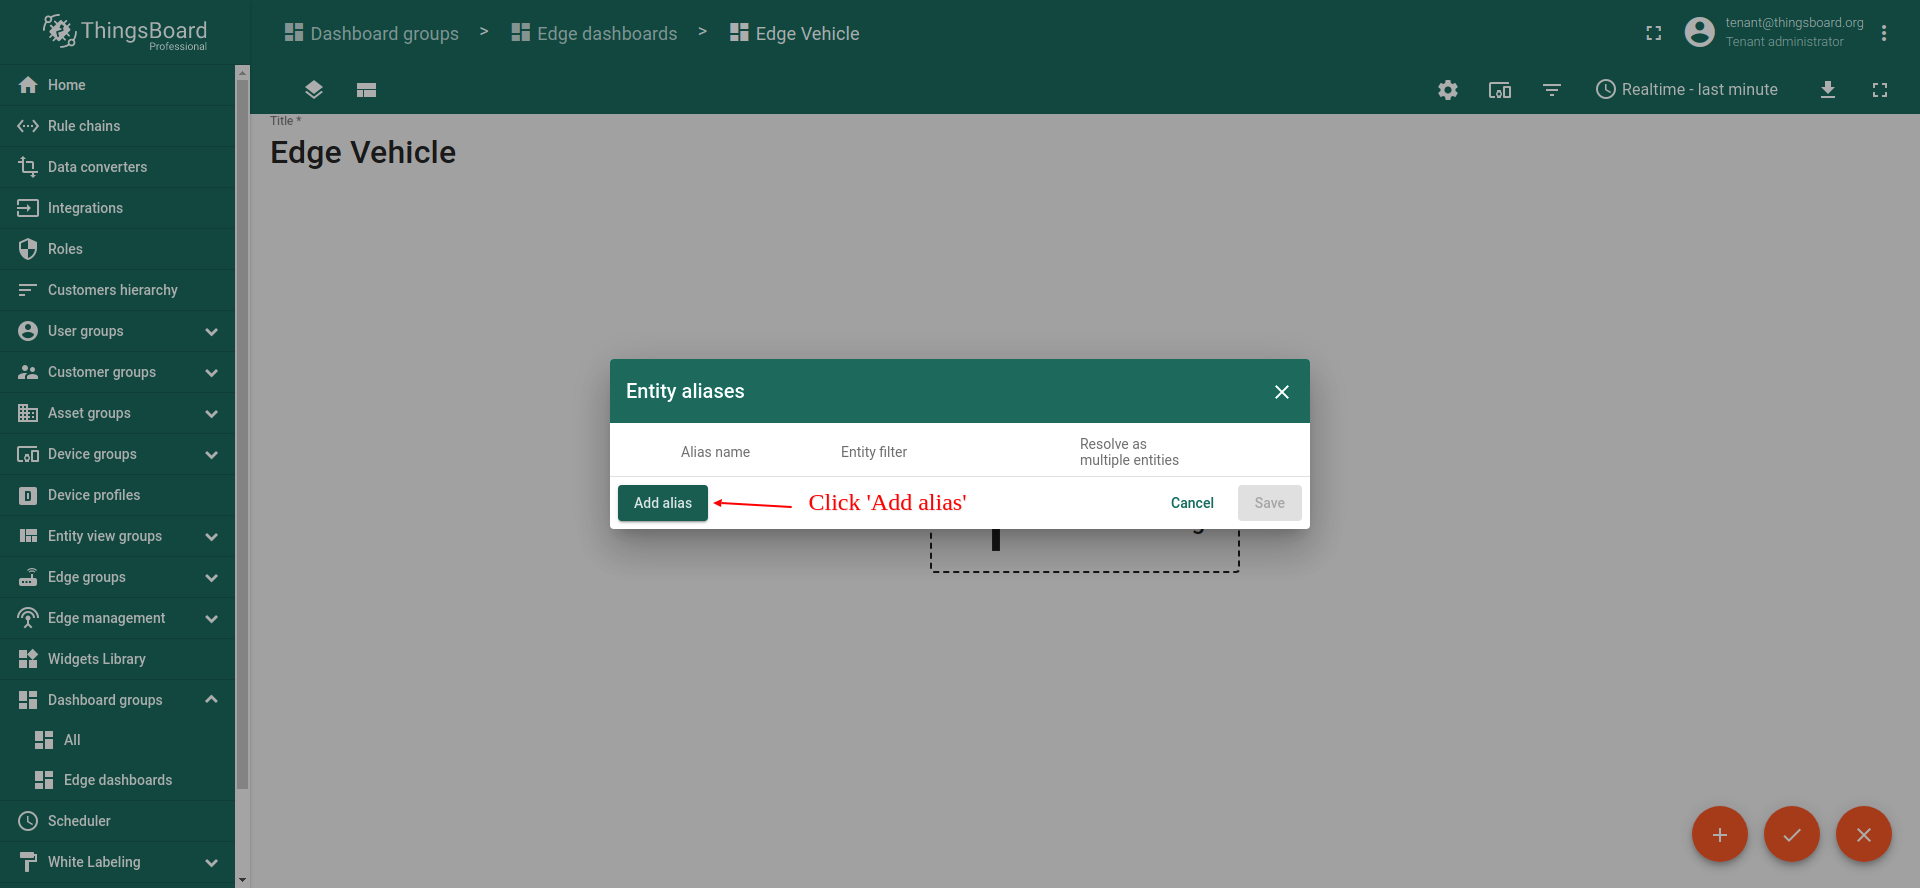 ThingsBoard
Professional
Dashboard groups > Edge dashboards > Edge Vehicle
tenant@thingsboard.org
Tenant administrator
Realtime - last minute
Home
Rule chains
Data converters
Integrations
Roles
Customers hierarchy
User groups
Customer groups
Asset groups
Device groups
Device profiles
Entity view groups
Edge groups
Edge management
Widgets Library
Dashboard groups
All
Edge dashboards
Scheduler
White Labeling
Title *
Edge Vehicle
Entity aliases
Alias name
Entity filter
Resolve as
multiple entities
Add alias
Click 'Add alias'
Cancel
Save